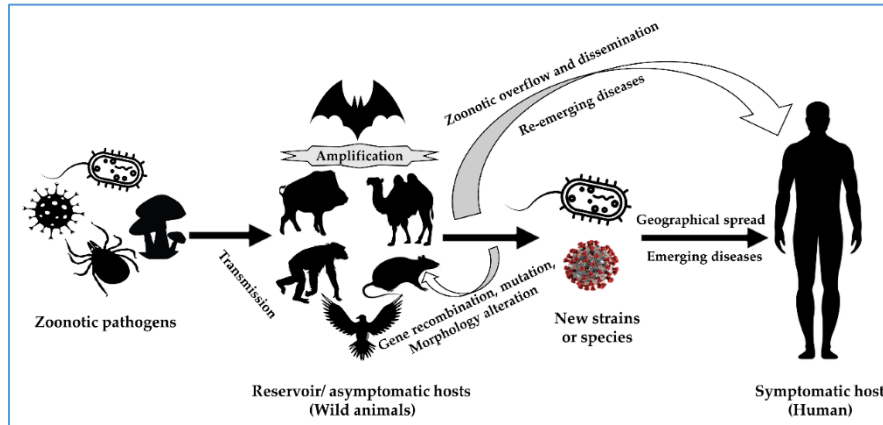 Zoonotic overflow and dissemination
Re-emerging diseases
Amplification
Transmission
Gene recombination, mutation,
Morphology alteration
Geographical spread
Emerging diseases
Zoonotic pathogens
New strains
or species
Reservoir/ asymptomatic hosts
(Wild animals)
Symptomatic host
(Human)